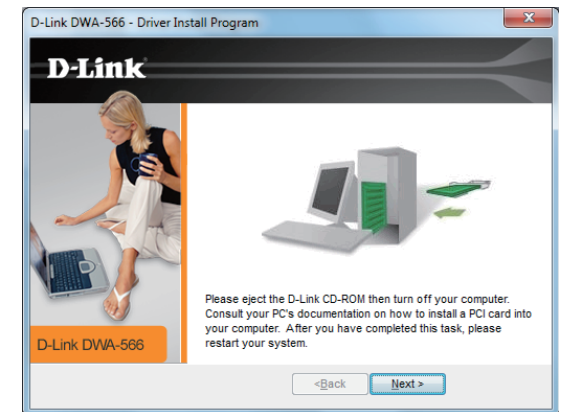 D-Link DWA-566 - Driver Install Program
D-Link
Please eject the D-Link CD-ROM then turn off your computer.
Consult your PC's documentation on how to install a PCI card into
your computer. After you have completed this task, please
restart your system.
D-Link DWA-566
<Back
Next >